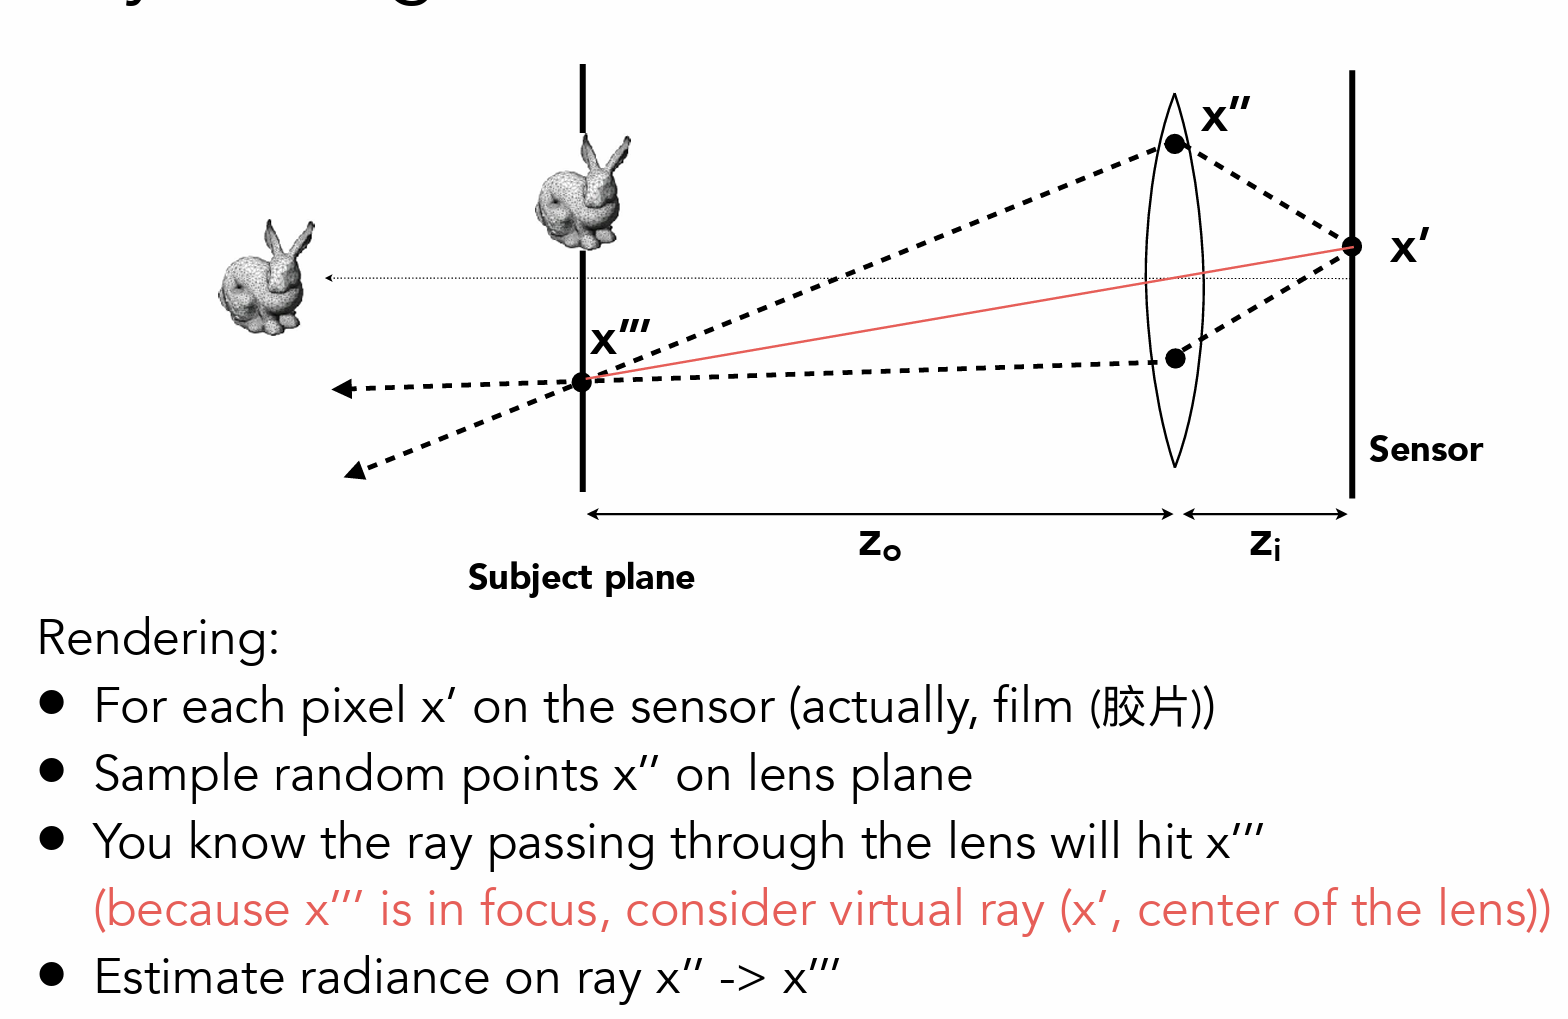 x′′
x′
x′′′
Sensor
zo
zi
Subject plane
Rendering:
● For each pixel x′ on the sensor (actually, film (胶片))
● Sample random points x′′ on lens plane
● You know the ray passing through the lens will hit x′′′
(because x′′′ is in focus, consider virtual ray (x′, center of the lens))
● Estimate radiance on ray x′′ -> x′′′